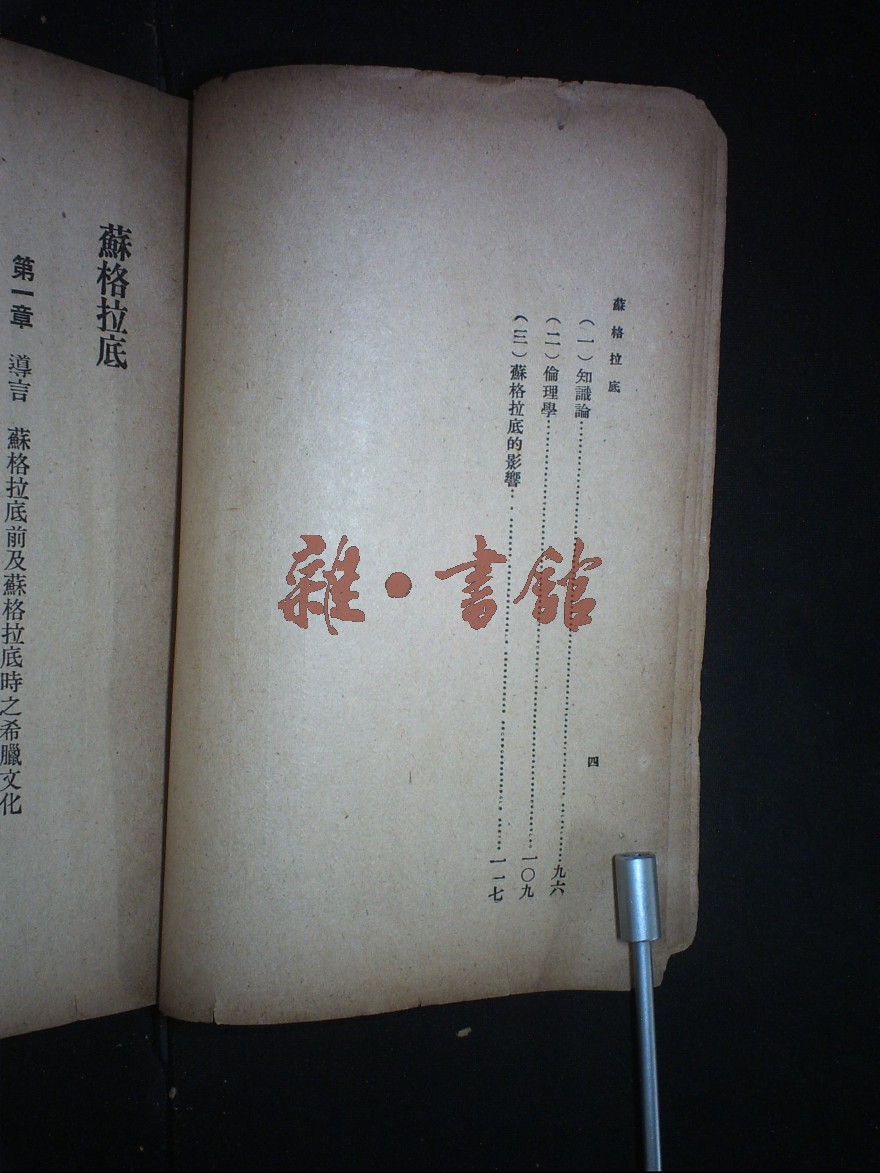 蘇格拉底
四
（一）知識論……九六
（二）倫理學……一〇九
（三）蘇格拉底的影響……一一七
蘇格拉底
第一章 導言 蘇格拉底前及蘇格拉底時之希臘文化
雜·書館